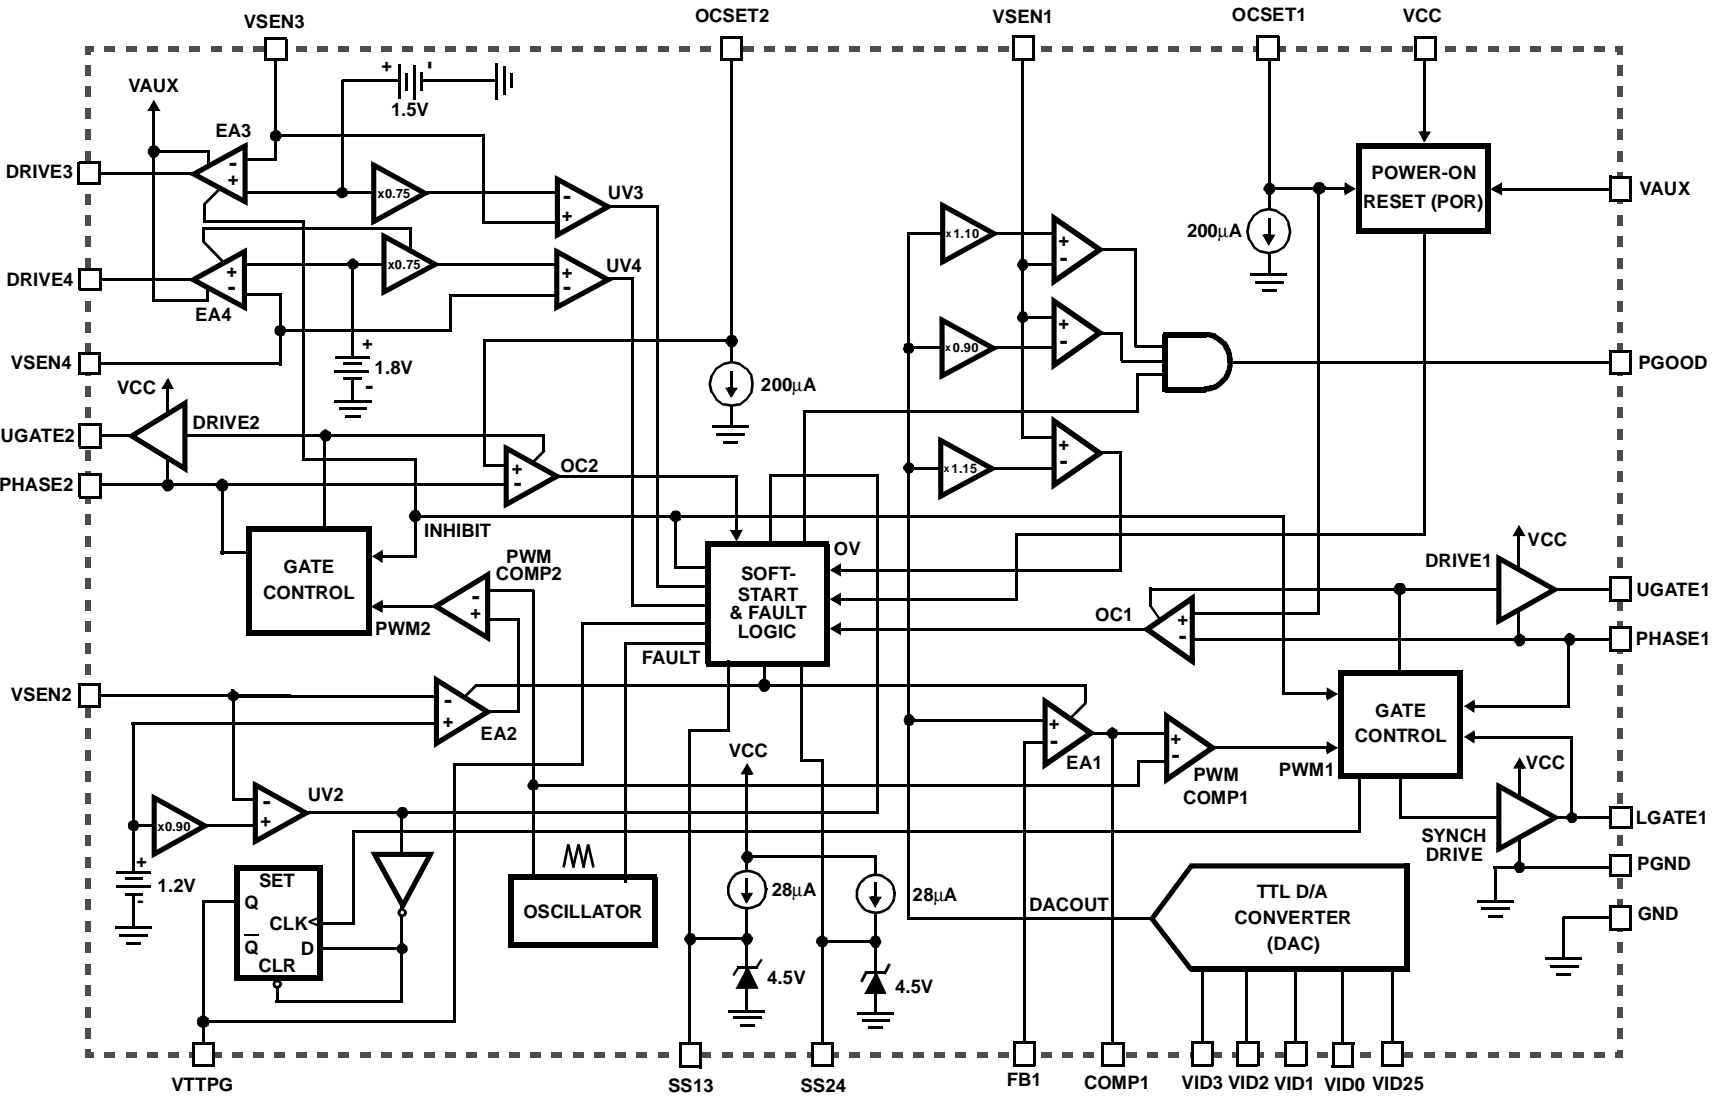 VSEN3
OCSET2
VSEN1
OCSET1
VCC
VAUX
+
-
1.5V
EA3
-
+
DRIVE3
x0.75
-
+
UV3
POWER-ON
RESET (POR)
VAUX
x 1.10
+
-
200µA
DRIVE4
+
-
EA4
x0.75
+
-
UV4
VSEN4
+
1.8V
-
200µA
x 0.90
+
-
PGOOD
VCC
UGATE2
DRIVE2
PHASE2
+
-
OC2
x 1.15
+
-
INHIBIT
GATE
CONTROL
PWM
COMP2
-
+
PWM2
OV
SOFT-
START
& FAULT
LOGIC
FAULT
OC1
+
-
DRIVE1
VCC
UGATE1
PHASE1
VSEN2
-
+
EA2
+
-
EA1
+
-
PWM
COMP1
PWM1
GATE
CONTROL
VCC
VCC
SYNCH
DRIVE
LGATE1
PGND
GND
x0.90
-
+
UV2
+
1.2V
-
SET
Q
CLK
Q
D
CLR
OSCILLATOR
28µA
28µA
4.5V
4.5V
DACOUT
TTL D/A
CONVERTER
(DAC)
VTTPG
SS13
SS24
FB1
COMP1
VID3
VID2
VID1
VID0
VID25